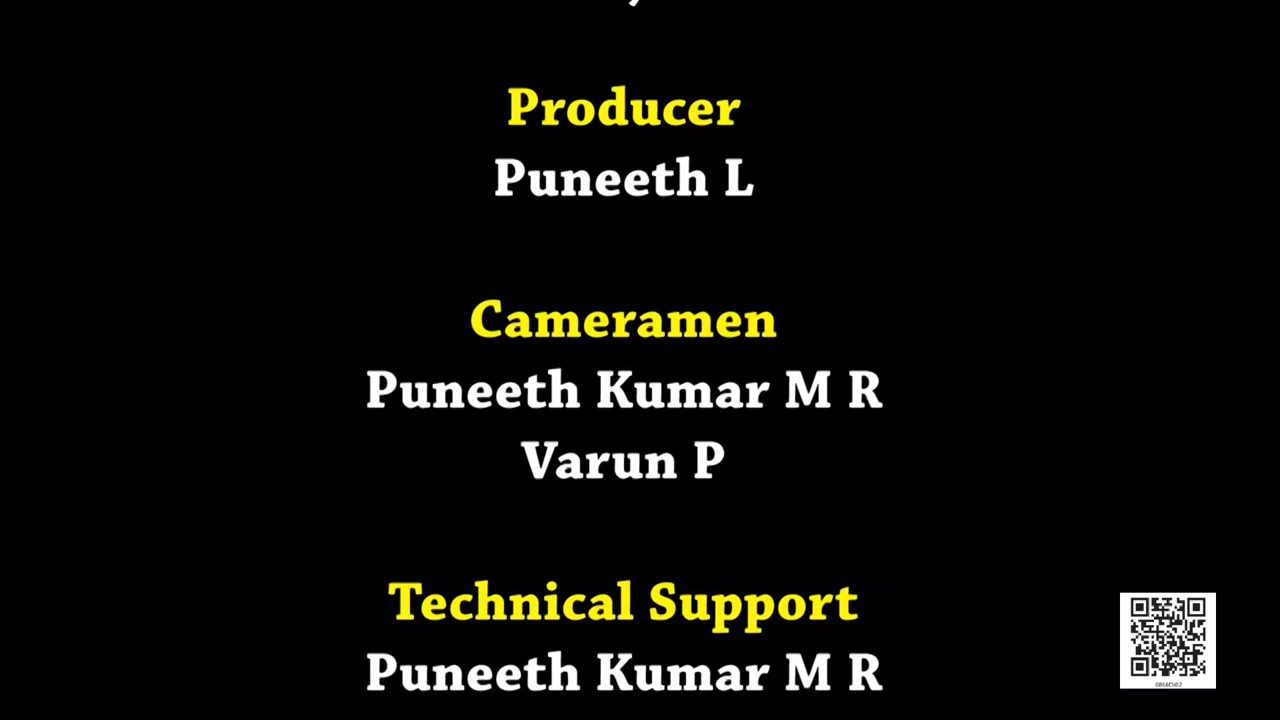 Producer
Puneeth L
Cameramen
Puneeth Kumar M R
Varun P
Technical Support
Puneeth Kumar M R